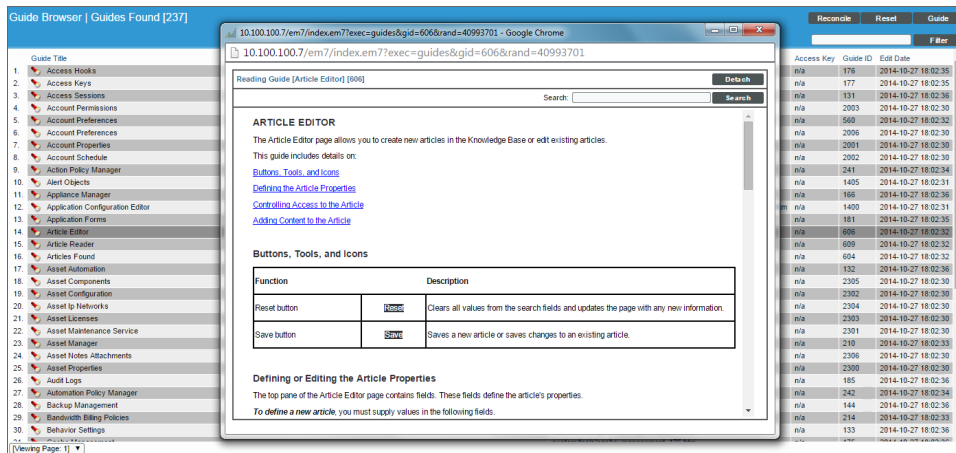 Guide Browser | Guides Found [237]
Reconcile Reset Guide
Filter
Guide Title Access Key Guide ID Edit Date
1. Access Hooks n/a 176 2014-10-27 18:02:35
2. Access Keys n/a 177 2014-10-27 18:02:35
3. Access Sessions n/a 131 2014-10-27 18:02:36
4. Account Permissions n/a 2003 2014-10-27 18:02:30
5. Account Preferences n/a 560 2014-10-27 18:02:32
6. Account Preferences n/a 2006 2014-10-27 18:02:30
7. Account Properties n/a 2001 2014-10-27 18:02:30
8. Account Schedule n/a 2002 2014-10-27 18:02:30
9. Action Policy Manager n/a 241 2014-10-27 18:02:34
10. Alert Objects n/a 1405 2014-10-27 18:02:31
11. Appliance Manager n/a 166 2014-10-27 18:02:36
12. Application Configuration Editor n/a 1400 2014-10-27 18:02:31
13. Application Forms n/a 181 2014-10-27 18:02:35
14. Article Editor n/a 606 2014-10-27 18:02:32
15. Article Reader n/a 609 2014-10-27 18:02:32
16. Articles Found n/a 604 2014-10-27 18:02:32
17. Asset Automation n/a 132 2014-10-27 18:02:36
18. Asset Components n/a 2305 2014-10-27 18:02:30
19. Asset Configuration n/a 2302 2014-10-27 18:02:30
20. Asset Ip Networks n/a 2304 2014-10-27 18:02:30
21. Asset Licenses n/a 2303 2014-10-27 18:02:30
22. Asset Maintenance Service n/a 2301 2014-10-27 18:02:30
23. Asset Manager n/a 210 2014-10-27 18:02:33
24. Asset Notes Attachments n/a 2306 2014-10-27 18:02:30
25. Asset Properties n/a 2300 2014-10-27 18:02:30
26. Audit Logs n/a 185 2014-10-27 18:02:36
27. Automation Policy Manager n/a 242 2014-10-27 18:02:34
28. Backup Management n/a 144 2014-10-27 18:02:36
29. Bandwidth Billing Policies n/a 214 2014-10-27 18:02:33
30. Behavior Settings n/a 133 2014-10-27 18:02:36
[Viewing Page: 1]
10.100.100.7/em7/index.em7?exec=guides&gid=606&rand=40993701 - Google Chrome
10.100.100.7/em7/index.em7?exec=guides&gid=606&rand=40993701
Reading Guide [Article Editor] [606] Detach
Search: Search
ARTICLE EDITOR
The Article Editor page allows you to create new articles in the Knowledge Base or edit existing articles.
This guide includes details on:
Buttons, Tools, and Icons
Defining the Article Properties
Controlling Access to the Article
Adding Content to the Article
Buttons, Tools, and Icons
Function Description
Reset button Reset Clears all values from the search fields and updates the page with any new information.
Save button Save Saves a new article or saves changes to an existing article.
Defining or Editing the Article Properties
The top pane of the Article Editor page contains fields. These fields define the article's properties.
To define a new article, you must supply values in the following fields.